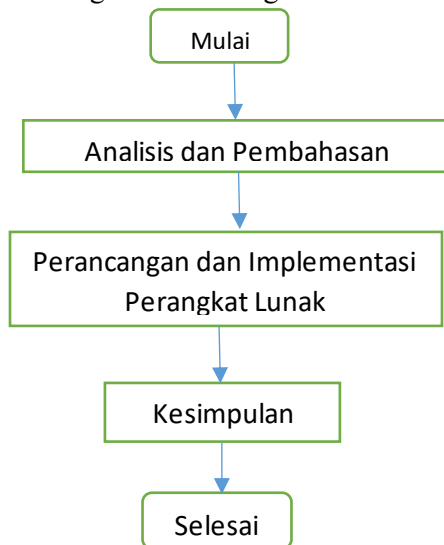 Mulai
Analisis dan Pembahasan
Perancangan dan Implementasi
Perangkat Lunak
Kesimpulan
Selesai